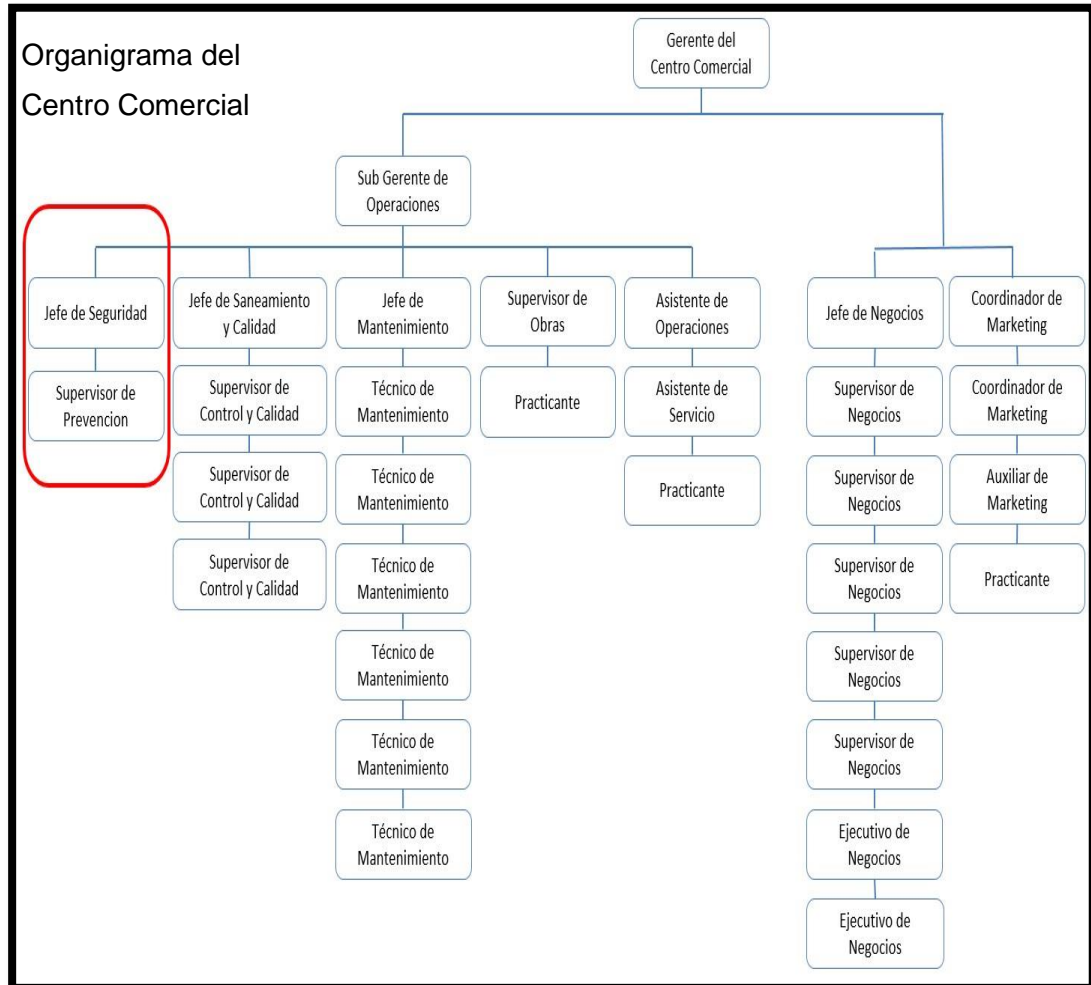 Organigrama del
Centro Comercial
Gerente del
Centro Comercial
Sub Gerente de
Operaciones
Jefe de Seguridad
Supervisor de
Prevencion
Jefe de Saneamiento
y Calidad
Supervisor de
Control y Calidad
Supervisor de
Control y Calidad
Supervisor de
Control y Calidad
Jefe de
Mantenimiento
Técnico de
Mantenimiento
Técnico de
Mantenimiento
Técnico de
Mantenimiento
Técnico de
Mantenimiento
Técnico de
Mantenimiento
Técnico de
Mantenimiento
Supervisor de
Obras
Practicante
Asistente de
Operaciones
Asistente de
Servicio
Practicante
Jefe de Negocios
Supervisor de
Negocios
Supervisor de
Negocios
Supervisor de
Negocios
Supervisor de
Negocios
Supervisor de
Negocios
Ejecutivo de
Negocios
Ejecutivo de
Negocios
Coordinador de
Marketing
Coordinador de
Marketing
Auxiliar de
Marketing
Practicante